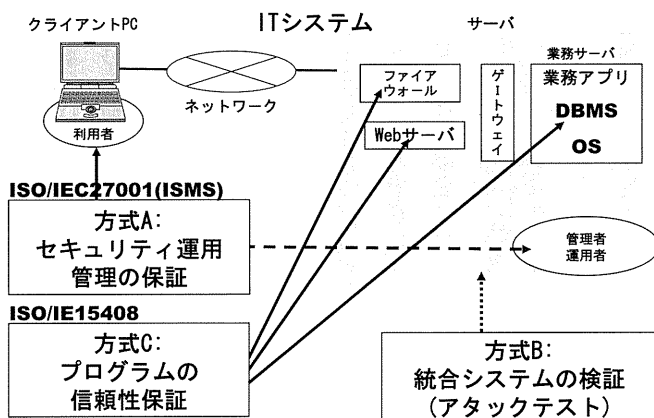 ITシステム
クライアントPC
サーバ
利用者
ネットワーク
ファイア
ウォール
Webサーバ
ゲートウェイ
業務サーバ
業務アプリ
DBMS
OS
ISO/IEC27001(ISMS)
方式A:
セキュリティ運用
管理の保証
管理者
運用者
ISO/IE15408
方式C:
プログラムの
信頼性保証
方式B:
統合システムの検証
(アタックテスト)